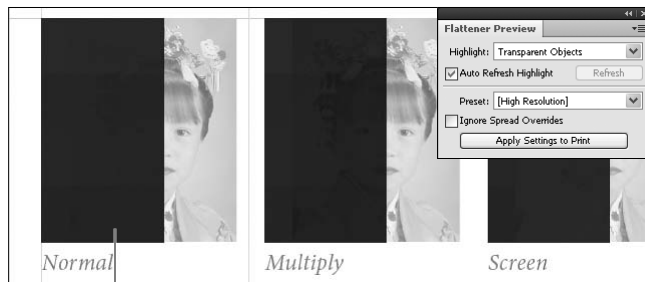 Flattener Preview
Highlight: Transparent Objects
Auto Refresh Highlight Refresh
Preset: [High Resolution]
Ignore Spread Overrides
Apply Settings to Print
Normal Multiply Screen